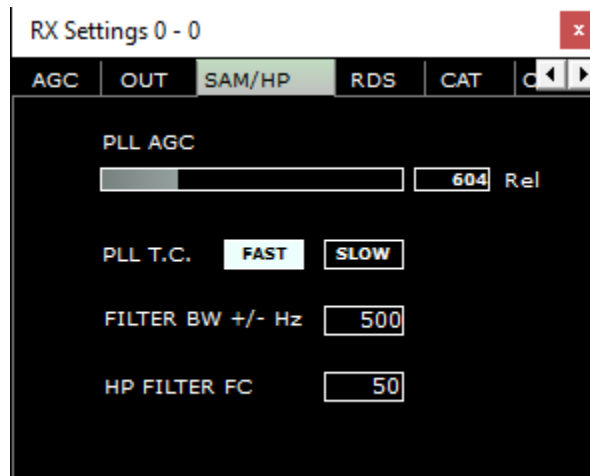 RX Settings 0 - 0
x
AGC OUT SAM/HP RDS CAT
PLL AGC
604 Rel
PLL T.C. FAST SLOW
FILTER BW +/- Hz 500
HP FILTER FC 50